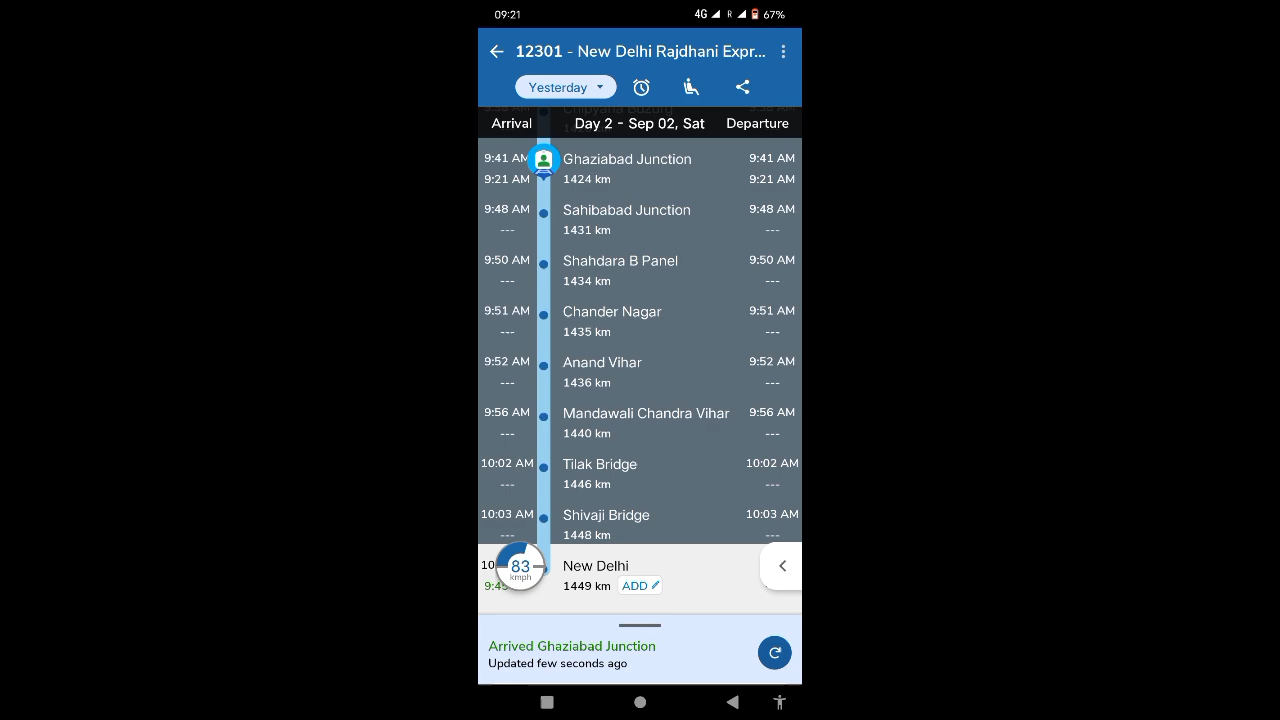 09:21 4G R 67%
12301 - New Delhi Rajdhani Expr...
Yesterday
Arrival Day 2 - Sep 02, Sat Departure
9:41 AM Ghaziabad Junction 9:41 AM
9:21 AM 1424 km 9:21 AM
9:48 AM Sahibabad Junction 9:48 AM
--- 1431 km ---
9:50 AM Shahdara B Panel 9:50 AM
--- 1434 km ---
9:51 AM Chander Nagar 9:51 AM
--- 1435 km ---
9:52 AM Anand Vihar 9:52 AM
--- 1436 km ---
9:56 AM Mandawali Chandra Vihar 9:56 AM
--- 1440 km ---
10:02 AM Tilak Bridge 10:02 AM
--- 1446 km ---
10:03 AM Shivaji Bridge 10:03 AM
--- 1448 km ---
83 New Delhi
kmph 1449 km ADD
Arrived Ghaziabad Junction
Updated few seconds ago